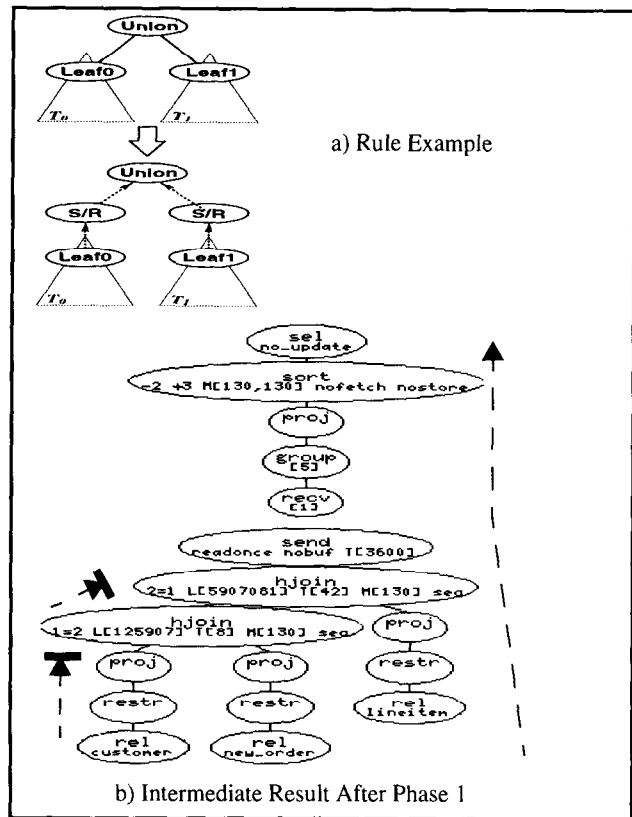 Union
Leaf0 Leaf1
T0 T1
a) Rule Example
Union
S/R S/R
Leaf0 Leaf1
T0 T1
sel
no_update
sort
-2 +3 M[130,130] nofetch nostore
proj
group
[5]
recv
[1]
send
readonce nobuf T[3600]
hjoin
2=1 L[5907081] T[42] M[130] seq
hjoin
1=2 L[125907] T[8] M[130] seq
proj
proj proj
restr
restr restr
rel
lineitem
rel rel
customer new_order
b) Intermediate Result After Phase 1